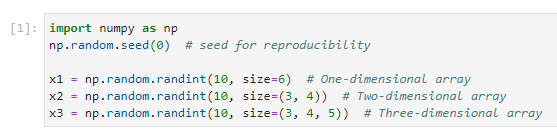 [1]: import numpy as np
np.random.seed(0)  # seed for reproducibility
x1 = np.random.randint(10, size=6)  # One-dimensional array
x2 = np.random.randint(10, size=(3, 4))  # Two-dimensional array
x3 = np.random.randint(10, size=(3, 4, 5))  # Three-dimensional array